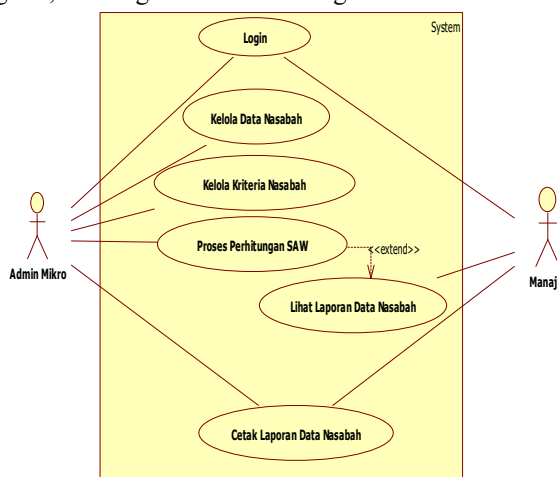 System
Login
Kelola Data Nasabah
Kelola Kriteria Nasabah
Proses Perhitungan SAW
<<extend>>
Admin Mikro
Manaj
Lihat Laporan Data Nasabah
Cetak Laporan Data Nasabah